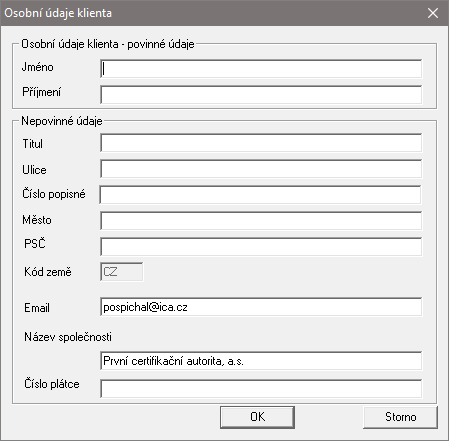 Osobní údaje klienta
Osobní údaje klienta - povinné údaje
Jméno
Příjmení
Nepovinné údaje
Titul
Ulice
Číslo popisné
Město
PSČ
Kód země CZ
Email pospichal@ica.cz
Název společnosti
První certifikační autorita, a.s.
Číslo plátce
OK Storno